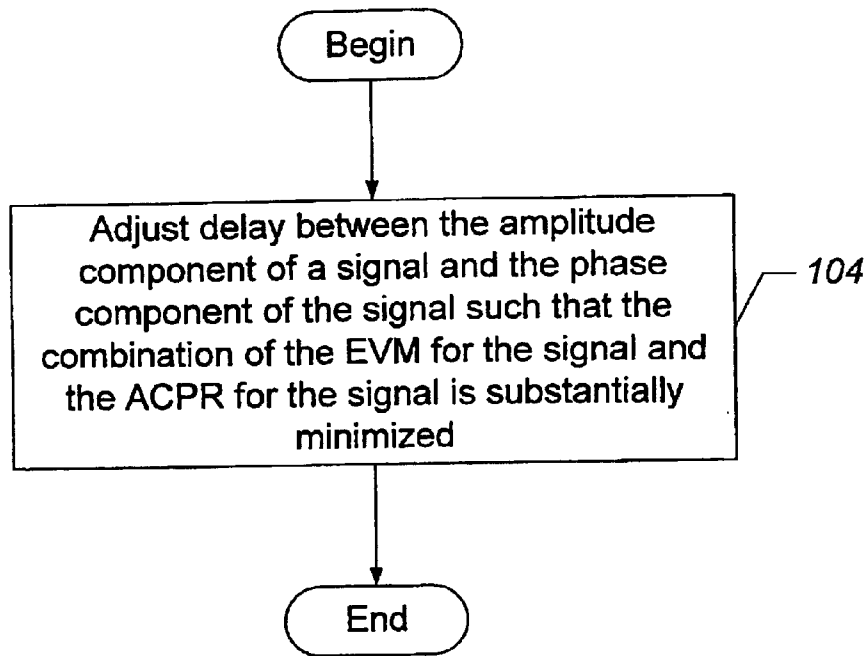 Begin
Adjust delay between the amplitude
component of a signal and the phase
component of the signal such that the
combination of the EVM for the signal and
the ACPR for the signal is substantially
minimized
104
End